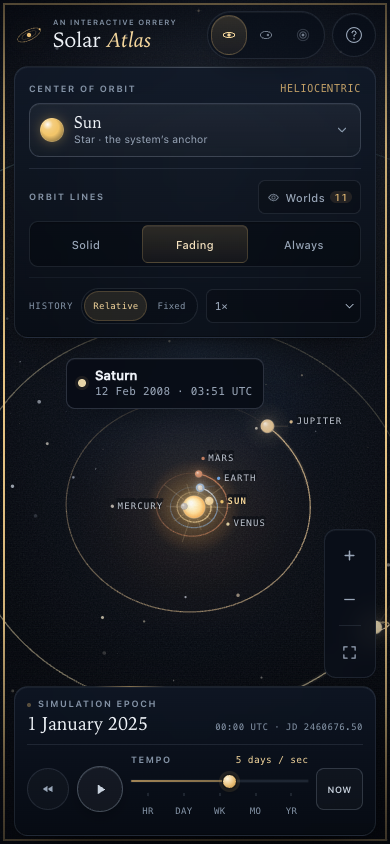 AN INTERACTIVE ORRERY
Solar Atlas
?
CENTER OF ORBIT HELIOCENTRIC
Sun
Star · the system's anchor
ORBIT LINES Worlds 11
Solid Fading Always
HISTORY Relative Fixed 1×
Saturn
12 Feb 2008 · 03:51 UTC
JUPITER
MARS
EARTH
SUN
MERCURY
VENUS
+
−
SIMULATION EPOCH
1 January 2025 00:00 UTC · JD 2460676.50
TEMPO 5 days / sec
HR DAY WK MO YR
NOW